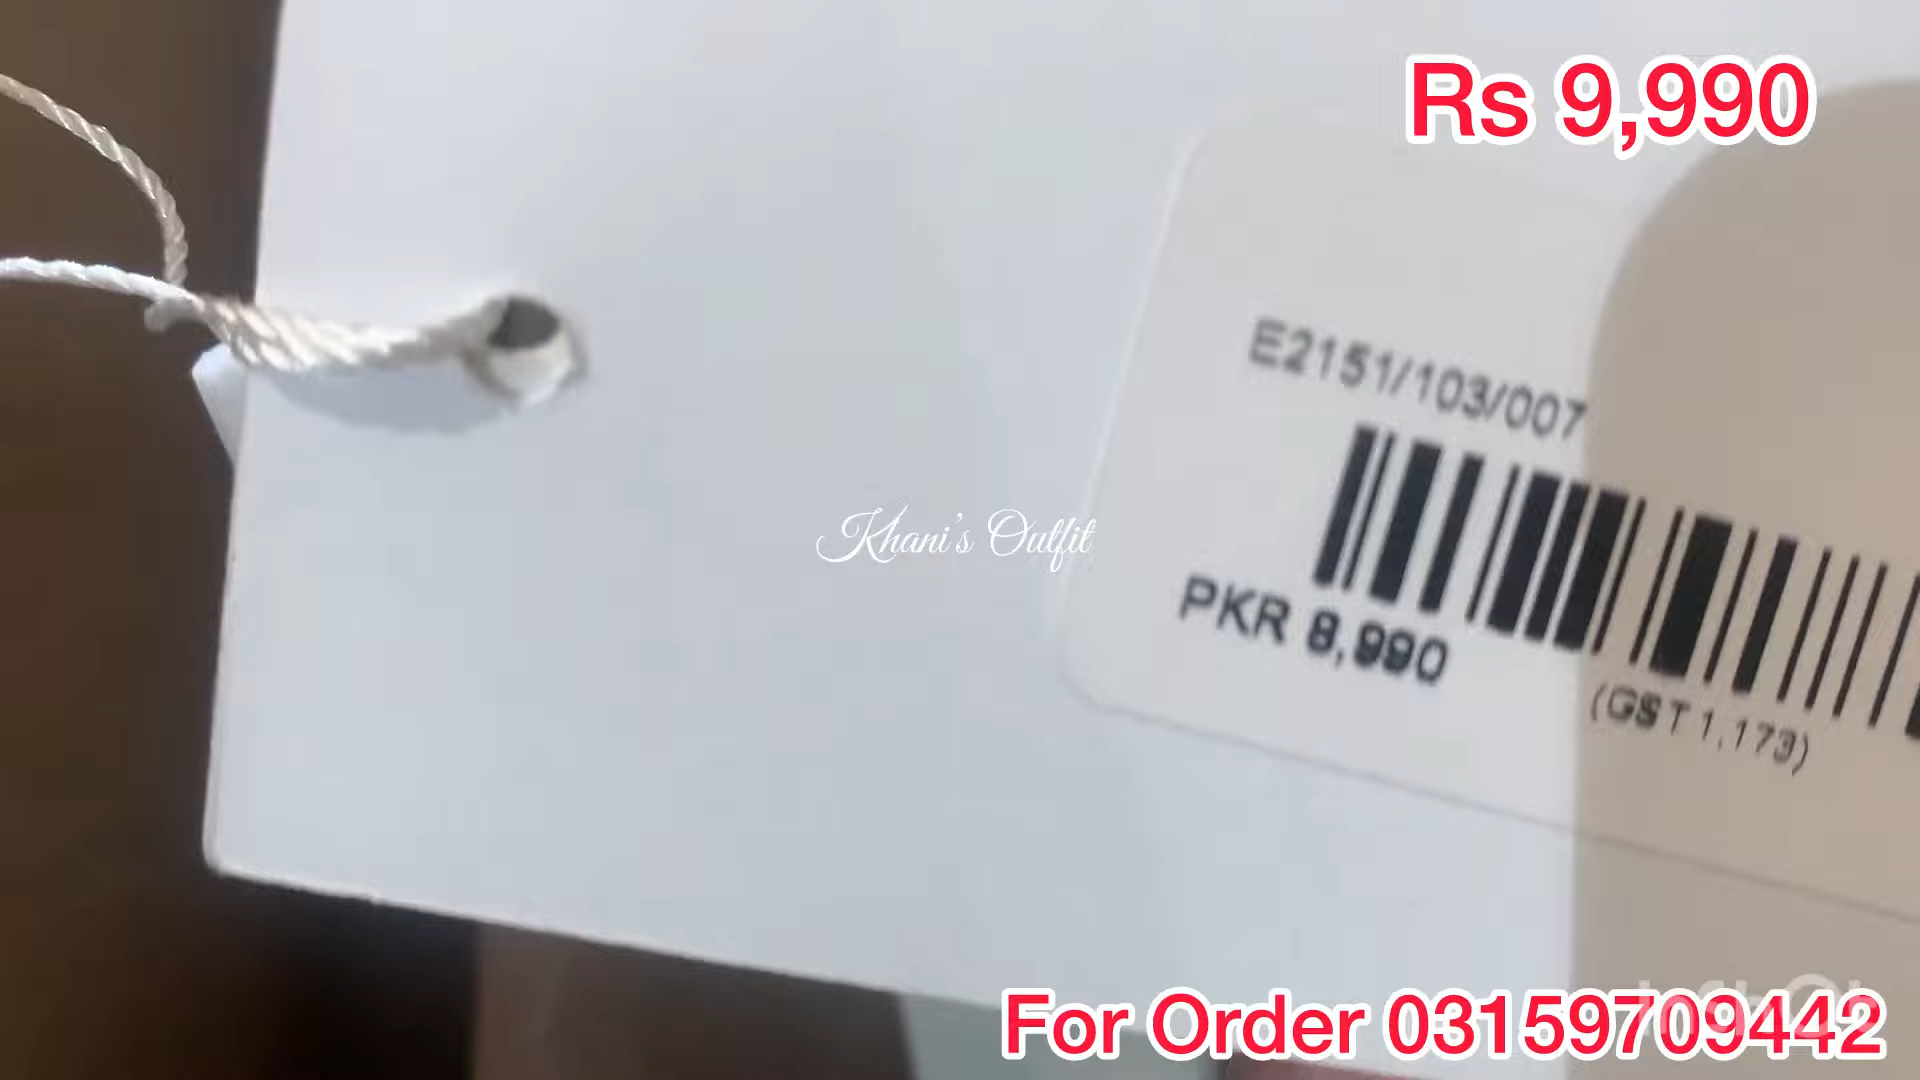 Rs 9,990
E2151/103/007
PKR 8,990
(GST 1,173)
Khani's Outfit
For Order 03159709442